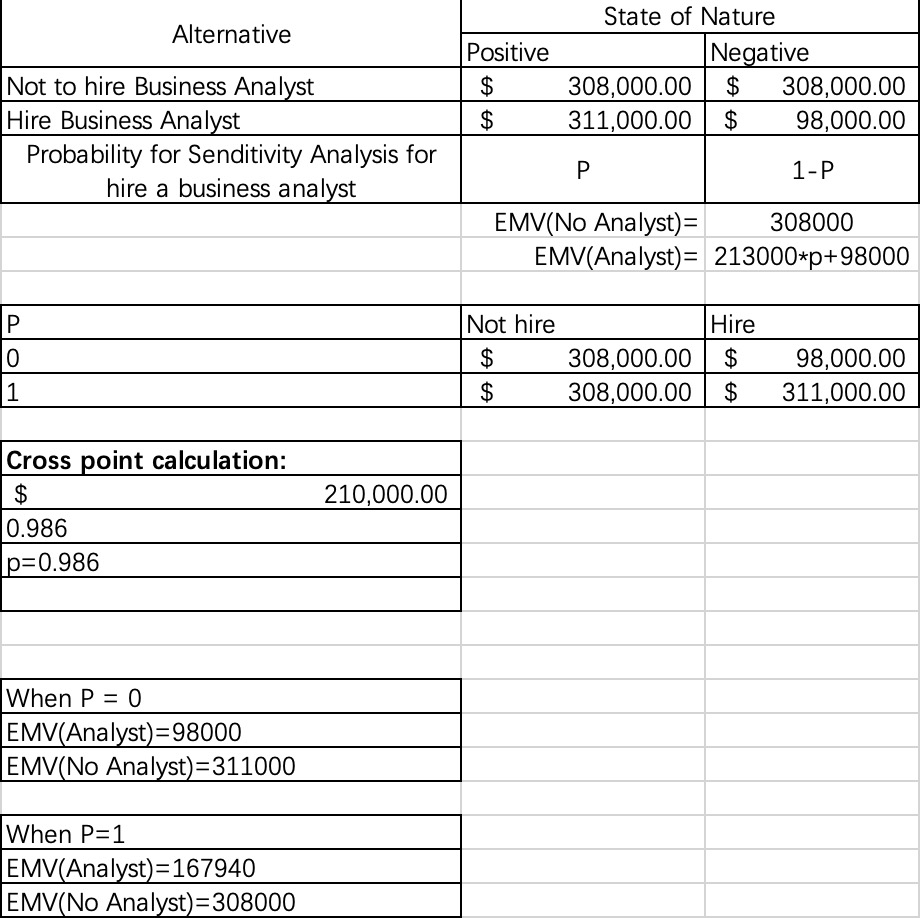 Alternative
State of Nature
Positive Negative
Not to hire Business Analyst $ 308,000.00 $ 308,000.00
Hire Business Analyst $ 311,000.00 $ 98,000.00
Probability for Senditivity Analysis for
hire a business analyst
P 1-P
EMV(No Analyst)= 308000
EMV(Analyst)= 213000*p+98000
P Not hire Hire
0 $ 308,000.00 $ 98,000.00
1 $ 308,000.00 $ 311,000.00
Cross point calculation:
$ 210,000.00
0.986
p=0.986
When P = 0
EMV(Analyst)=98000
EMV(No Analyst)=311000
When P=1
EMV(Analyst)=167940
EMV(No Analyst)=308000